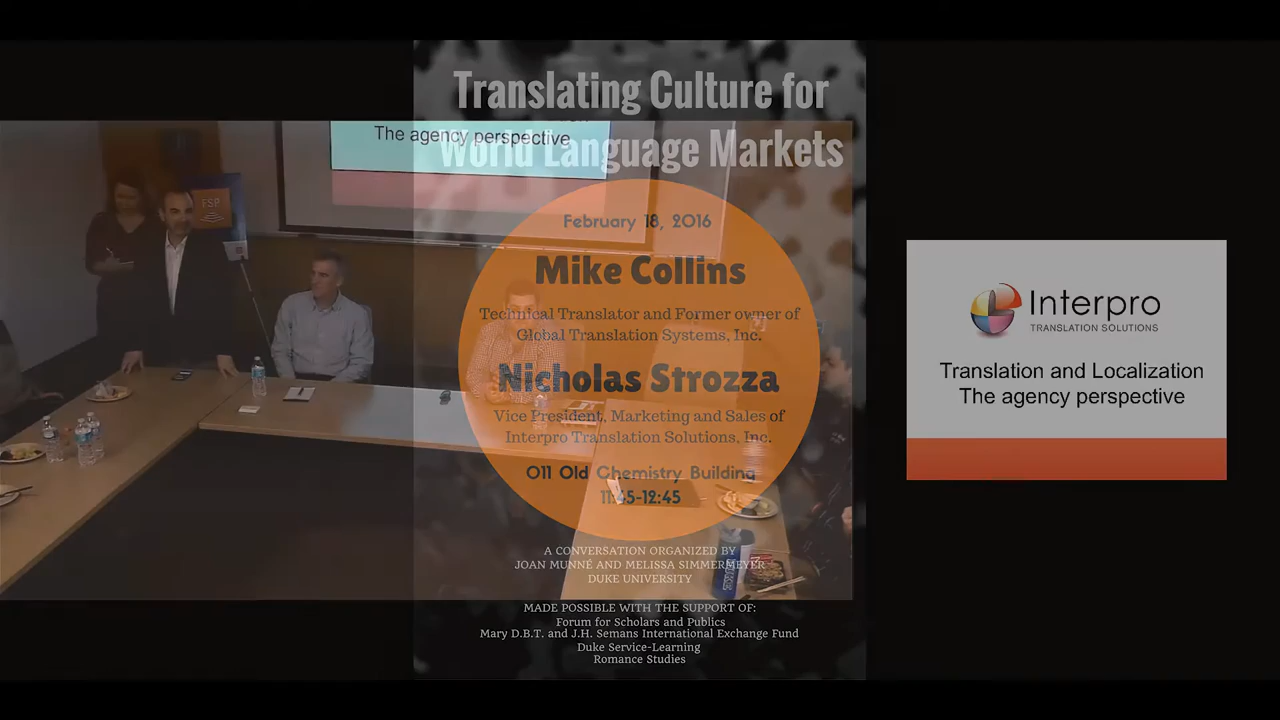 Translating Culture for
World Language Markets
February 18, 2016
Mike Collins
Technical Translator and Former owner of
Global Translation Systems, Inc.
Nicholas Strozza
Vice President, Marketing and Sales of
Interpro Translation Solutions, Inc.
011 Old Chemistry Building
11:45-12:45
A CONVERSATION ORGANIZED BY
JOAN MUNNÉ AND MELISSA SIMMERMEYER
DUKE UNIVERSITY
MADE POSSIBLE WITH THE SUPPORT OF:
Forum for Scholars and Publics
Mary D.B.T. and J.H. Semans International Exchange Fund
Duke Service-Learning
Romance Studies
The agency perspective
FSP
Interpro
TRANSLATION SOLUTIONS
Translation and Localization
The agency perspective